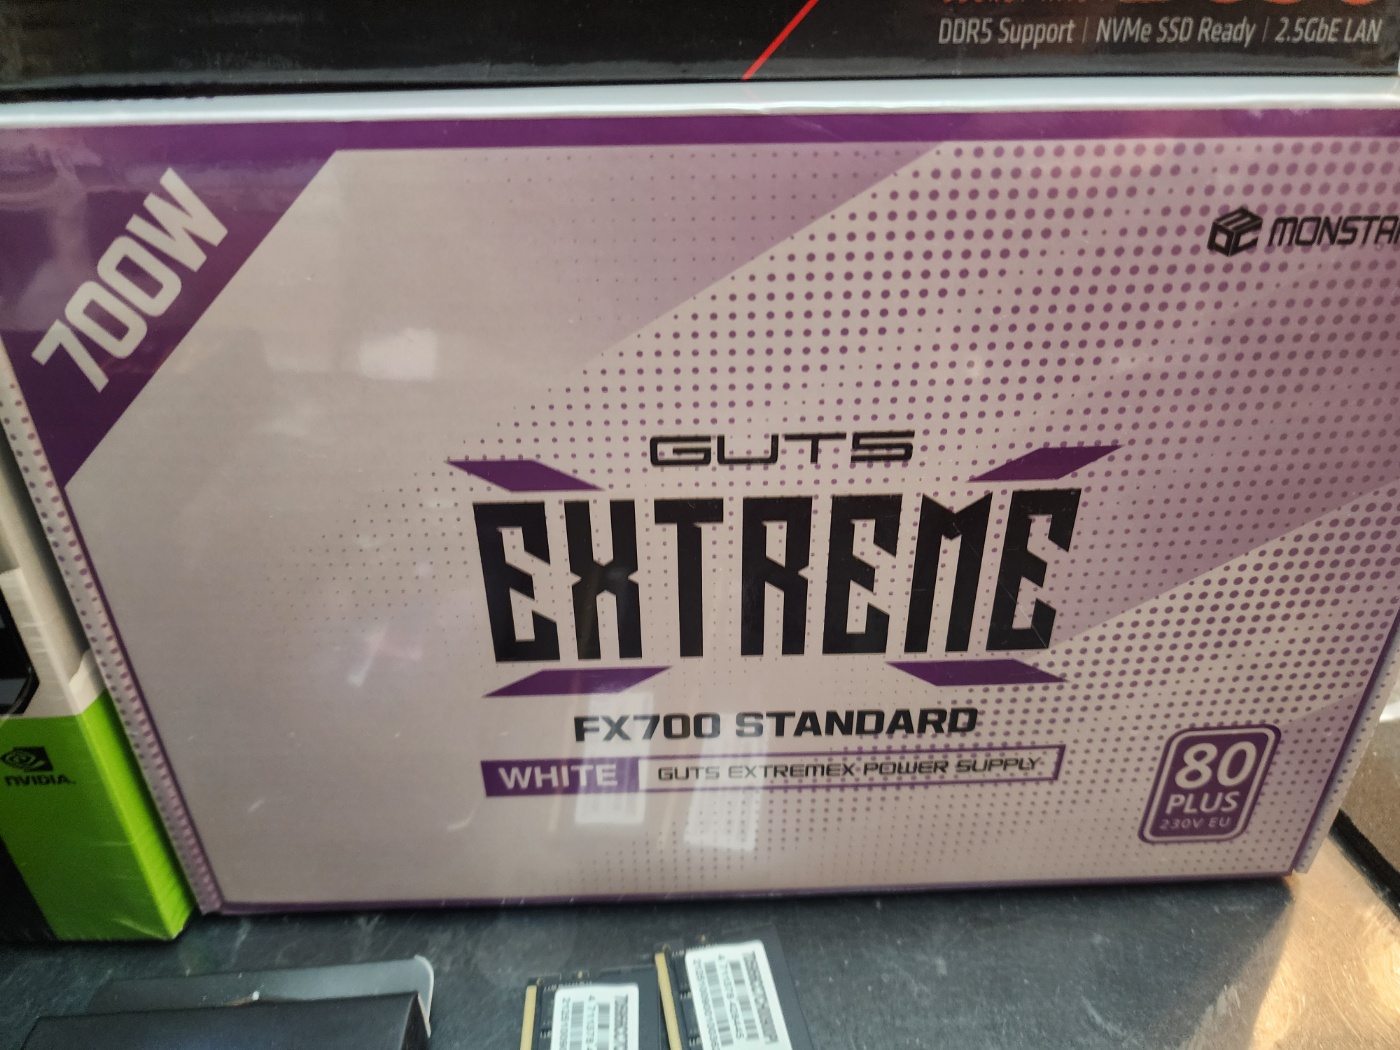 DDR5 Support | NVMe SSD Ready | 2.5GbE LAN
700W
MONSTA
GUTS
EXTREME
FX700 STANDARD
WHITE GUTS EXTREMEX POWER SUPPLY
80
PLUS
230V EU
NVIDIA.